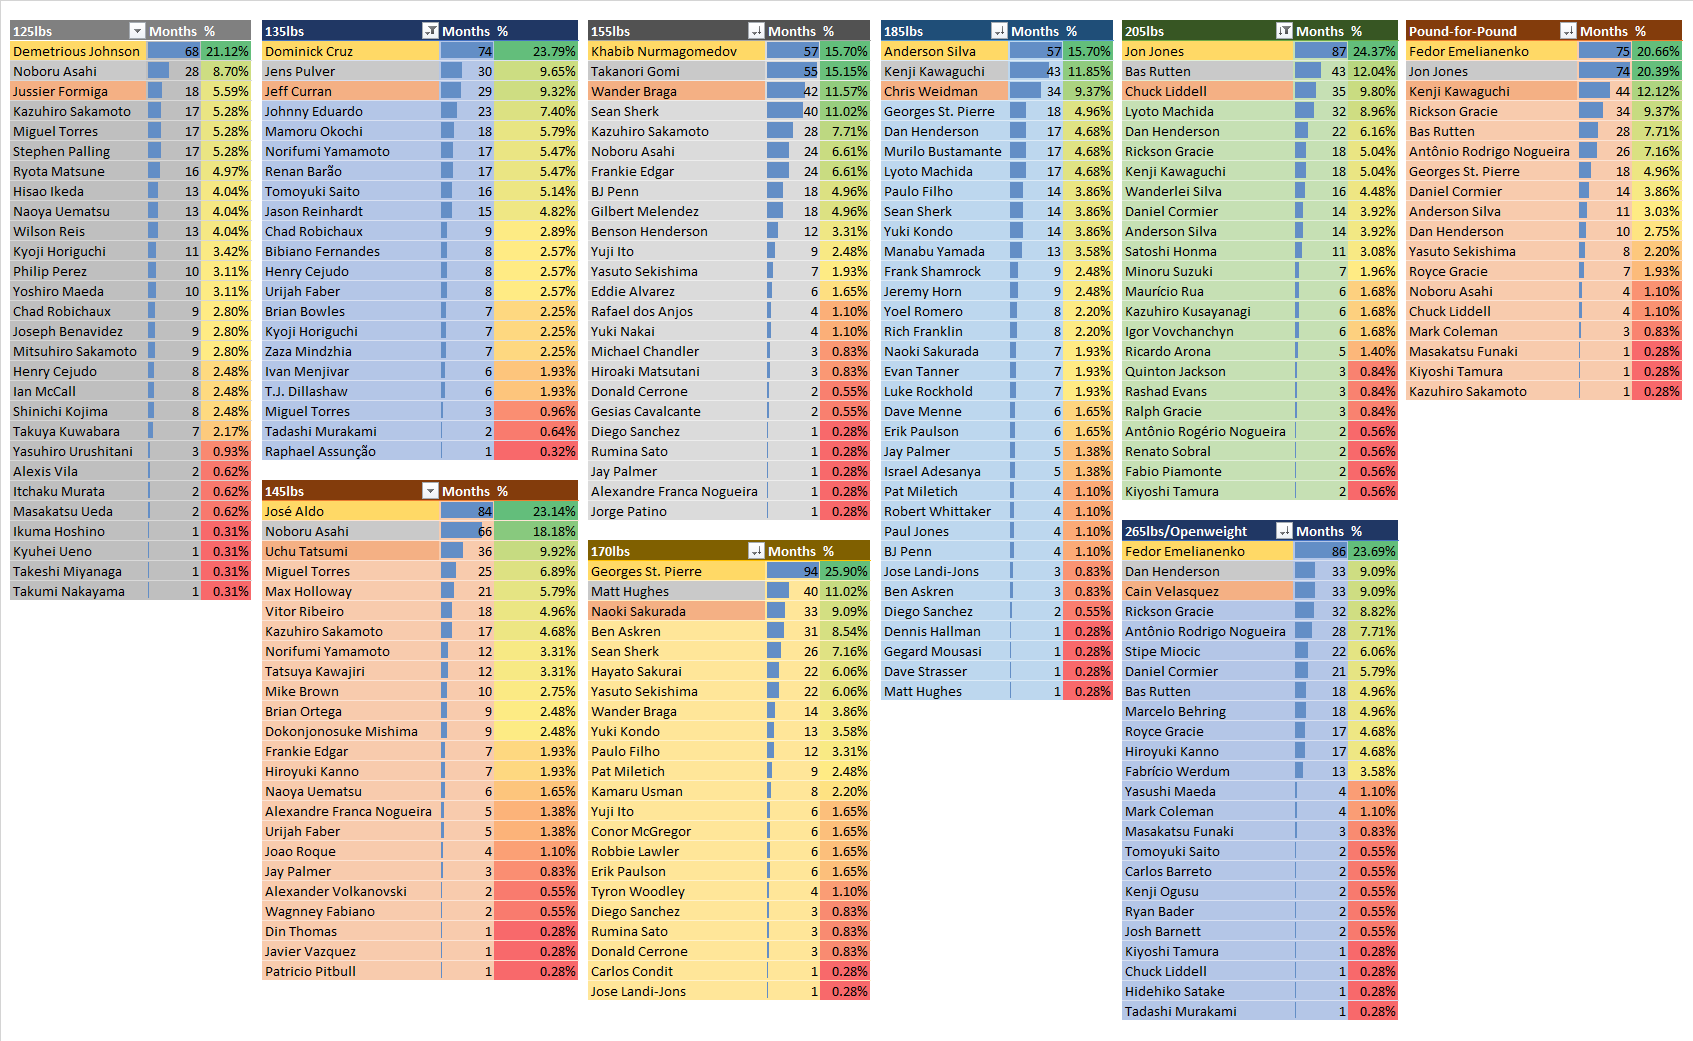 125lbs Months %
Demetrious Johnson 68 21.12%
Noboru Asahi 28 8.70%
Jussier Formiga 18 5.59%
Kazuhiro Sakamoto 17 5.28%
Miguel Torres 17 5.28%
Stephen Palling 17 5.28%
Ryota Matsune 16 4.97%
Hisao Ikeda 13 4.04%
Naoya Uematsu 13 4.04%
Wilson Reis 13 4.04%
Kyoji Horiguchi 11 3.42%
Philip Perez 10 3.11%
Yoshiro Maeda 10 3.11%
Chad Robichaux 9 2.80%
Joseph Benavidez 9 2.80%
Mitsuhiro Sakamoto 9 2.80%
Henry Cejudo 8 2.48%
Ian McCall 8 2.48%
Shinichi Kojima 8 2.48%
Takuya Kuwabara 7 2.17%
Yasuhiro Urushitani 3 0.93%
Alexis Vila 2 0.62%
Itchaku Murata 2 0.62%
Masakatsu Ueda 2 0.62%
Ikuma Hoshino 1 0.31%
Kyuhei Ueno 1 0.31%
Takeshi Miyanaga 1 0.31%
Takumi Nakayama 1 0.31%
135lbs Months %
Dominick Cruz 74 23.79%
Jens Pulver 30 9.65%
Jeff Curran 29 9.32%
Johnny Eduardo 23 7.40%
Mamoru Okochi 18 5.79%
Norifumi Yamamoto 17 5.47%
Renan Barão 17 5.47%
Tomoyuki Saito 16 5.14%
Jason Reinhardt 15 4.82%
Chad Robichaux 9 2.89%
Bibiano Fernandes 8 2.57%
Henry Cejudo 8 2.57%
Urijah Faber 8 2.57%
Brian Bowles 7 2.25%
Kyoji Horiguchi 7 2.25%
Zaza Mindzhia 7 2.25%
Ivan Menjivar 6 1.93%
T.J. Dillashaw 6 1.93%
Miguel Torres 3 0.96%
Tadashi Murakami 2 0.64%
Raphael Assunção 1 0.32%
145lbs Months %
José Aldo 84 23.14%
Noboru Asahi 66 18.18%
Uchu Tatsumi 36 9.92%
Miguel Torres 25 6.89%
Max Holloway 21 5.79%
Vitor Ribeiro 18 4.96%
Kazuhiro Sakamoto 17 4.68%
Norifumi Yamamoto 12 3.31%
Tatsuya Kawajiri 12 3.31%
Mike Brown 10 2.75%
Brian Ortega 9 2.48%
Dokonjonosuke Mishima 9 2.48%
Frankie Edgar 7 1.93%
Hiroyuki Kanno 7 1.93%
Naoya Uematsu 6 1.65%
Alexandre Franca Nogueira 5 1.38%
Urijah Faber 5 1.38%
Joao Roque 4 1.10%
Jay Palmer 3 0.83%
Alexander Volkanovski 2 0.55%
Wagnney Fabiano 2 0.55%
Din Thomas 1 0.28%
Javier Vazquez 1 0.28%
Patricio Pitbull 1 0.28%
155lbs Months %
Khabib Nurmagomedov 57 15.70%
Takanori Gomi 55 15.15%
Wander Braga 42 11.57%
Sean Sherk 40 11.02%
Kazuhiro Sakamoto 28 7.71%
Noboru Asahi 24 6.61%
Frankie Edgar 24 6.61%
BJ Penn 18 4.96%
Gilbert Melendez 18 4.96%
Benson Henderson 12 3.31%
Yuji Ito 9 2.48%
Yasuto Sekishima 7 1.93%
Eddie Alvarez 6 1.65%
Rafael dos Anjos 4 1.10%
Yuki Nakai 4 1.10%
Michael Chandler 3 0.83%
Hiroaki Matsutani 3 0.83%
Donald Cerrone 2 0.55%
Gesias Cavalcante 2 0.55%
Diego Sanchez 1 0.28%
Rumina Sato 1 0.28%
Jay Palmer 1 0.28%
Alexandre Franca Nogueira 1 0.28%
Jorge Patino 1 0.28%
170lbs Months %
Georges St. Pierre 94 25.90%
Matt Hughes 40 11.02%
Naoki Sakurada 33 9.09%
Ben Askren 31 8.54%
Sean Sherk 26 7.16%
Hayato Sakurai 22 6.06%
Yasuto Sekishima 22 6.06%
Wander Braga 14 3.86%
Yuki Kondo 13 3.58%
Paulo Filho 12 3.31%
Pat Miletich 9 2.48%
Kamaru Usman 8 2.20%
Yuji Ito 6 1.65%
Conor McGregor 6 1.65%
Robbie Lawler 6 1.65%
Erik Paulson 6 1.65%
Tyron Woodley 4 1.10%
Diego Sanchez 3 0.83%
Rumina Sato 3 0.83%
Donald Cerrone 3 0.83%
Carlos Condit 1 0.28%
Jose Landi-Jons 1 0.28%
185lbs Months %
Anderson Silva 57 15.70%
Kenji Kawaguchi 43 11.85%
Chris Weidman 34 9.37%
Georges St. Pierre 18 4.96%
Dan Henderson 17 4.68%
Murilo Bustamante 17 4.68%
Lyoto Machida 17 4.68%
Paulo Filho 14 3.86%
Sean Sherk 14 3.86%
Yuki Kondo 14 3.86%
Manabu Yamada 13 3.58%
Frank Shamrock 9 2.48%
Jeremy Horn 9 2.48%
Yoel Romero 8 2.20%
Rich Franklin 8 2.20%
Naoki Sakurada 7 1.93%
Evan Tanner 7 1.93%
Luke Rockhold 7 1.93%
Dave Menne 6 1.65%
Erik Paulson 6 1.65%
Jay Palmer 5 1.38%
Israel Adesanya 5 1.38%
Pat Miletich 4 1.10%
Robert Whittaker 4 1.10%
Paul Jones 4 1.10%
BJ Penn 4 1.10%
Jose Landi-Jons 3 0.83%
Ben Askren 3 0.83%
Diego Sanchez 2 0.55%
Dennis Hallman 1 0.28%
Gegard Mousasi 1 0.28%
Dave Strasser 1 0.28%
Matt Hughes 1 0.28%
205lbs Months %
Jon Jones 87 24.37%
Bas Rutten 43 12.04%
Chuck Liddell 35 9.80%
Lyoto Machida 32 8.96%
Dan Henderson 22 6.16%
Rickson Gracie 18 5.04%
Kenji Kawaguchi 18 5.04%
Wanderlei Silva 16 4.48%
Daniel Cormier 14 3.92%
Anderson Silva 14 3.92%
Satoshi Honma 11 3.08%
Minoru Suzuki 7 1.96%
Maurício Rua 6 1.68%
Kazuhiro Kusayanagi 6 1.68%
Igor Vovchanchyn 6 1.68%
Ricardo Arona 5 1.40%
Quinton Jackson 3 0.84%
Rashad Evans 3 0.84%
Ralph Gracie 3 0.84%
Antônio Rogério Nogueira 2 0.56%
Renato Sobral 2 0.56%
Fabio Piamonte 2 0.56%
Kiyoshi Tamura 2 0.56%
265lbs/Openweight Months %
Fedor Emelianenko 86 23.69%
Dan Henderson 33 9.09%
Cain Velasquez 33 9.09%
Rickson Gracie 32 8.82%
Antônio Rodrigo Nogueira 28 7.71%
Stipe Miocic 22 6.06%
Daniel Cormier 21 5.79%
Bas Rutten 18 4.96%
Marcelo Behring 18 4.96%
Royce Gracie 17 4.68%
Hiroyuki Kanno 17 4.68%
Fabrício Werdum 13 3.58%
Yasushi Maeda 4 1.10%
Mark Coleman 4 1.10%
Masakatsu Funaki 3 0.83%
Tomoyuki Saito 2 0.55%
Carlos Barreto 2 0.55%
Kenji Ogusu 2 0.55%
Ryan Bader 2 0.55%
Josh Barnett 2 0.55%
Kiyoshi Tamura 1 0.28%
Chuck Liddell 1 0.28%
Hidehiko Satake 1 0.28%
Tadashi Murakami 1 0.28%
Pound-for-Pound Months %
Fedor Emelianenko 75 20.66%
Jon Jones 74 20.39%
Kenji Kawaguchi 44 12.12%
Rickson Gracie 34 9.37%
Bas Rutten 28 7.71%
Antônio Rodrigo Nogueira 26 7.16%
Georges St. Pierre 18 4.96%
Daniel Cormier 14 3.86%
Anderson Silva 11 3.03%
Dan Henderson 10 2.75%
Yasuto Sekishima 8 2.20%
Royce Gracie 7 1.93%
Noboru Asahi 4 1.10%
Chuck Liddell 4 1.10%
Mark Coleman 3 0.83%
Masakatsu Funaki 1 0.28%
Kiyoshi Tamura 1 0.28%
Kazuhiro Sakamoto 1 0.28%